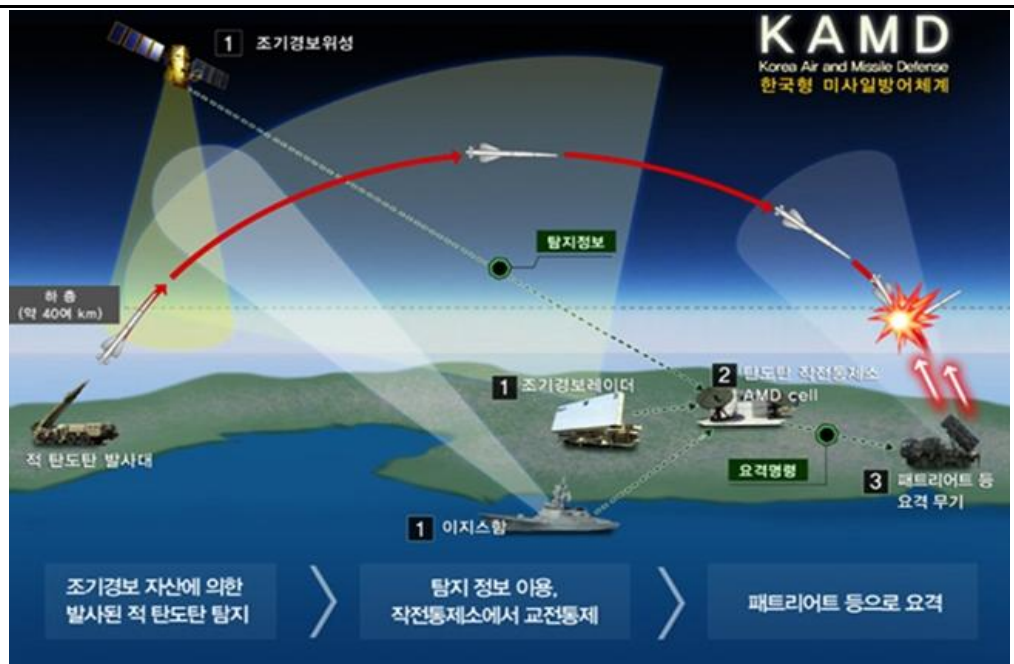 KAMD
Korea Air and Missile Defense
한국형 미사일방어체계
1 조기경보위성
탐지정보
하 층
(약 40여 km)
적 탄도탄 발사대
1 조기경보레이더
2 탄도탄 작전통제소
AMD cell
요격명령
3 패트리어트 등
요격 무기
1 이지스함
조기경보 자산에 의한
발사된 적 탄도탄 탐지
탐지 정보 이용,
작전통제소에서 교전통제
패트리어트 등으로 요격